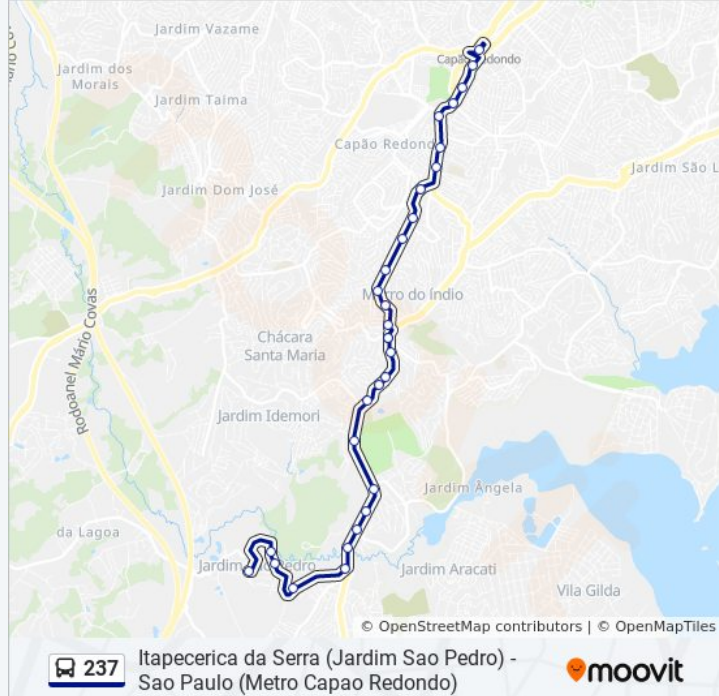 Jardim Vazame
Capão Redondo
Jardim dos
Morais
Jardim Taima
Capão Redondo
Jardim São L
Jardim Dom José
Morro do Índio
Rodoanel Mário Covas
Chácara
Santa Maria
Jardim Idemori
Jardim Ângela
da Lagoa
Jardim São Pedro
Jardim Aracati
Vila Gilda
© OpenStreetMap contributors | © OpenMapTiles
237
Itapecerica da Serra (Jardim Sao Pedro) -
Sao Paulo (Metro Capao Redondo)
moovit